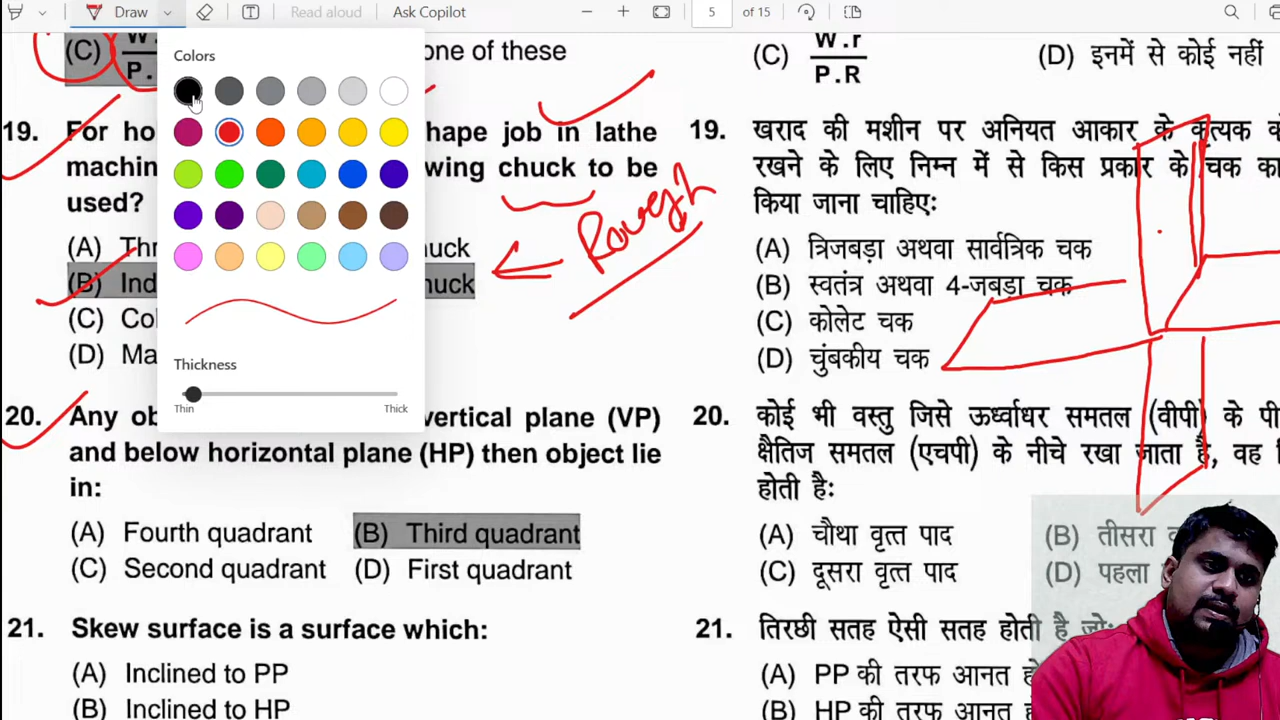 Draw
Read aloud
Ask Copilot
5 of 15
Colors
Thickness
Thin Thick
(C)
P.
one of these
19. For ho hape job in lathe
machin wing chuck to be
used?
(A) Th huck
(B) Ind huck
(C) Col
(D) Ma
Rough
20. Any ob vertical plane (VP)
and below horizontal plane (HP) then object lie
in:
(A) Fourth quadrant (B) Third quadrant
(C) Second quadrant (D) First quadrant
21. Skew surface is a surface which:
(A) Inclined to PP
(B) Inclined to HP
(C) W.r / P.R (D) इनमें से कोई नहीं
19. खराद की मशीन पर अनियत आकार के कृत्यक को
रखने के लिए निम्न में से किस प्रकार के चक का
किया जाना चाहिए:
(A) त्रिजबड़ा अथवा सार्वत्रिक चक
(B) स्वतंत्र अथवा 4-जबड़ा चक
(C) कोलेट चक
(D) चुंबकीय चक
20. कोई भी वस्तु जिसे ऊर्ध्वाधर समतल (वीपी) के पी
क्षैतिज समतल (एचपी) के नीचे रखा जाता है, वह
होती है:
(A) चौथा वृत्त पाद (B) तीसरा
(C) दूसरा वृत्त पाद (D) पहला
21. तिरछी सतह ऐसी सतह होती है जो:
(A) PP की तरफ आनत
(B) HP की तरफ आनत